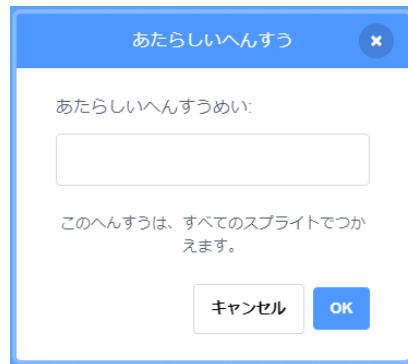 あたらしいへんすう
あたらしいへんすうめい:
このへんすうは、すべてのスプライトでつか
えます。
キャンセル
OK